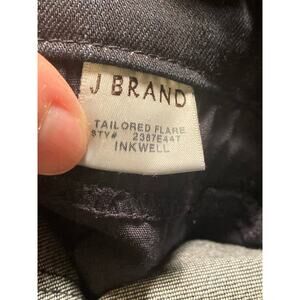 J BRAND
TAILORED FLARE
STY# 2387E447
INKWELL